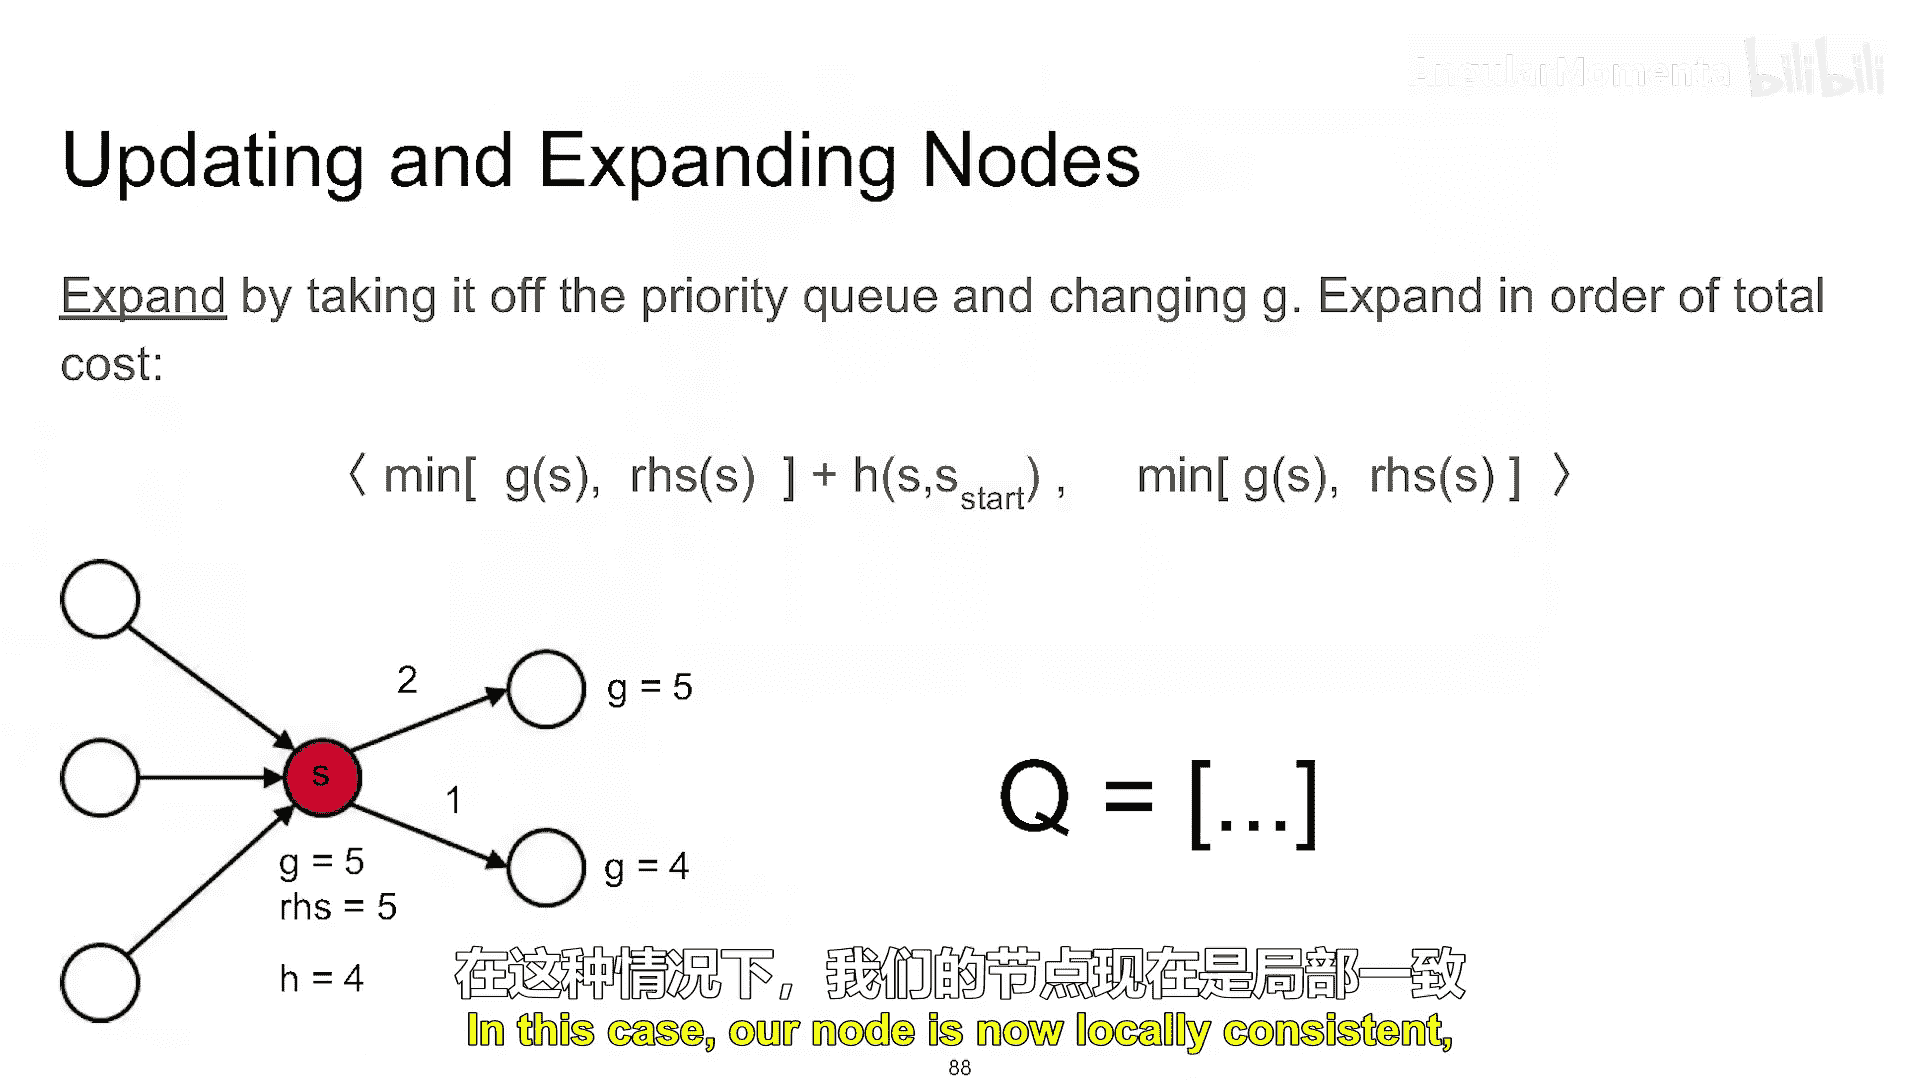 AngularMomenta bilibili
Updating and Expanding Nodes
Expand by taking it off the priority queue and changing g. Expand in order of total
cost:
〈 min[ g(s), rhs(s) ] + h(s,s_start) , min[ g(s), rhs(s) ] 〉
2
g = 5
s
1
Q = [...]
g = 5
g = 4
rhs = 5
h = 4
在这种情况下，我们的节点现在是局部一致
In this case, our node is now locally consistent,
88